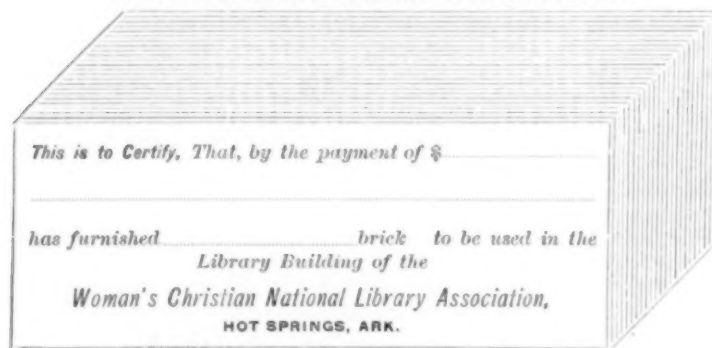 This is to Certify, That, by the payment of $
has furnished brick to be used in the
Library Building of the
Woman's Christian National Library Association,
HOT SPRINGS, ARK.